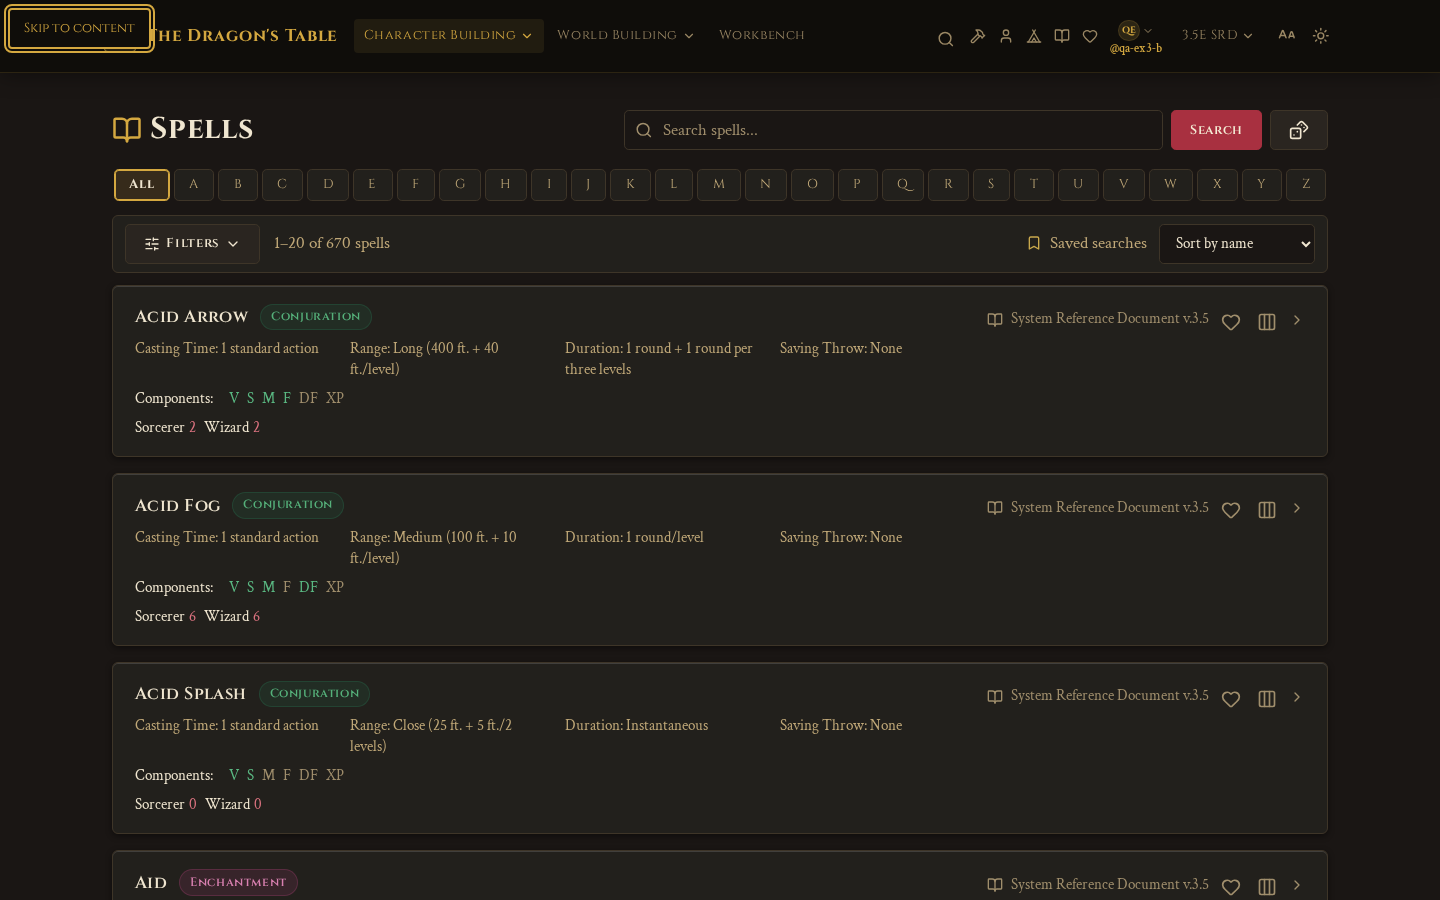 Skip to content
The Dragon's Table
Character Building
World Building
Workbench
QE
@qa-ex3-b
3.5E SRD
AA
Spells
Search spells...
Search
All A B C D E F G H I J K L M N O P Q R S T U V W X Y Z
Filters
1–20 of 670 spells
Saved searches
Sort by name
Acid Arrow
Conjuration
System Reference Document v.3.5
Casting Time: 1 standard action
Range: Long (400 ft. + 40
ft./level)
Duration: 1 round + 1 round per
three levels
Saving Throw: None
Components: V S M F DF XP
Sorcerer 2 Wizard 2
Acid Fog
Conjuration
System Reference Document v.3.5
Casting Time: 1 standard action
Range: Medium (100 ft. + 10
ft./level)
Duration: 1 round/level
Saving Throw: None
Components: V S M F DF XP
Sorcerer 6 Wizard 6
Acid Splash
Conjuration
System Reference Document v.3.5
Casting Time: 1 standard action
Range: Close (25 ft. + 5 ft./2
levels)
Duration: Instantaneous
Saving Throw: None
Components: V S M F DF XP
Sorcerer 0 Wizard 0
Aid
Enchantment
System Reference Document v.3.5